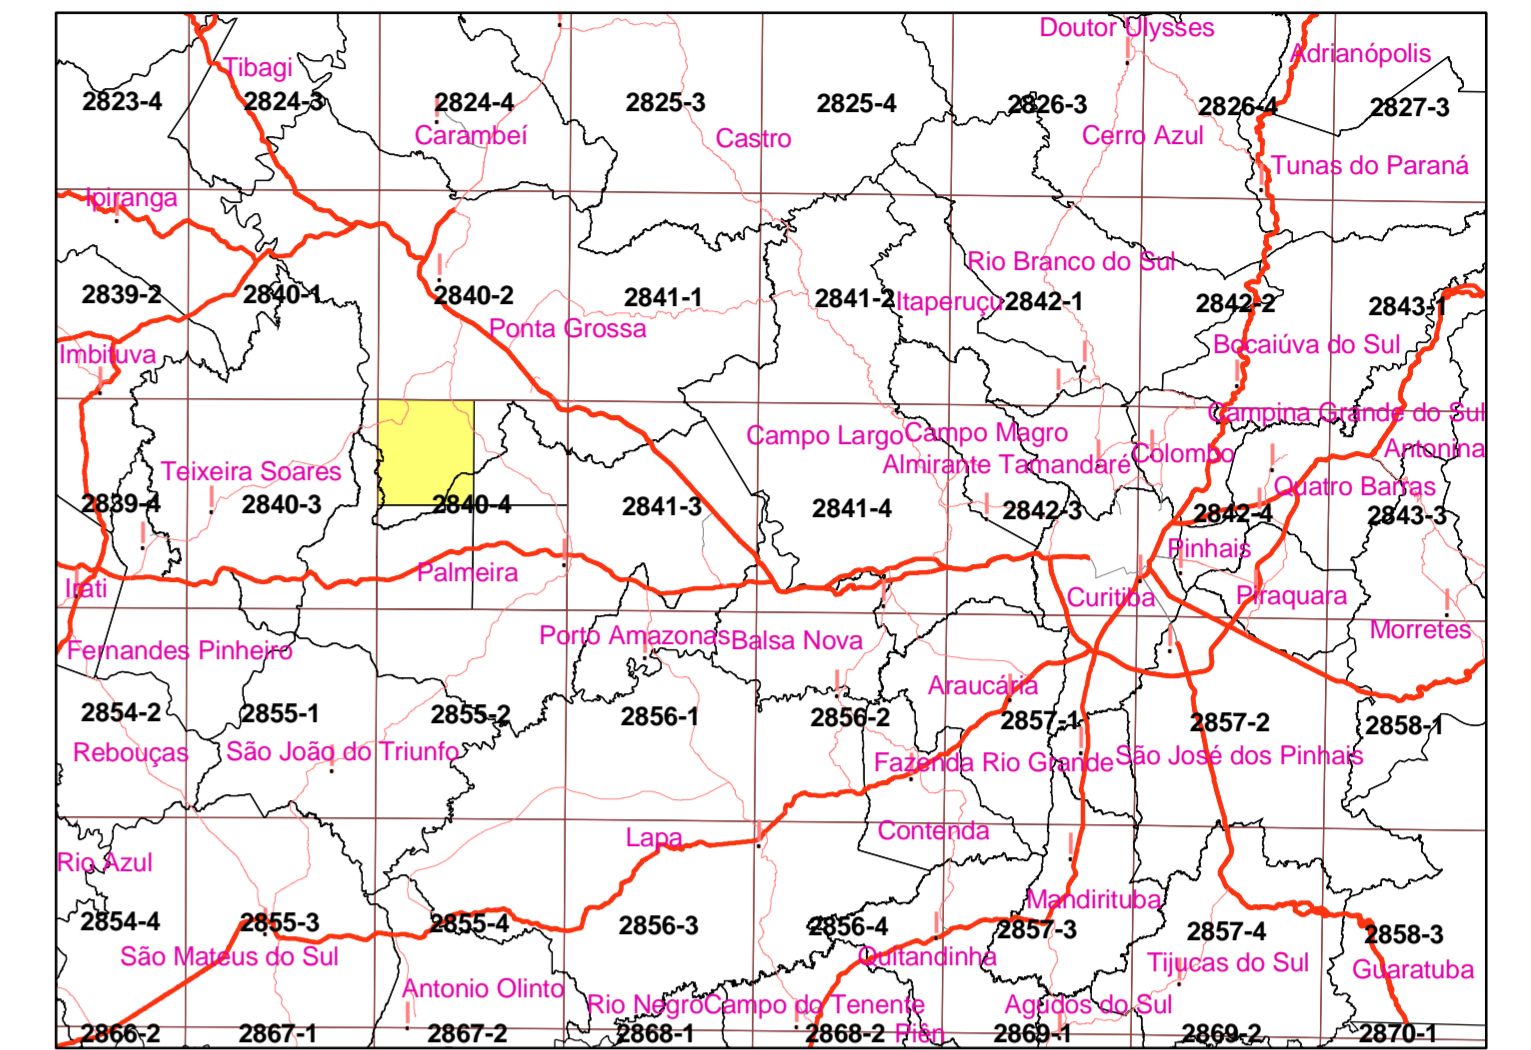 Doutor Ulysses
Adrianópolis
Tibagi
2823-4
2824-3
2824-4
2825-3
2825-4
2826-3
2826-4
2827-3
Carambeí
Castro
Cerro Azul
Tunas do Paraná
Ipiranga
Rio Branco do Sul
2839-2
2840-1
2840-2
2841-1
2841-2
Itaperuçu
2842-1
2842-2
2843-1
Ponta Grossa
Imbituva
Bocaiúva do Sul
Campina Grande do Sul
Campo Largo
Campo Magro
Antonina
Colombo
Almirante Tamandaré
Teixeira Soares
Quatro Barras
2839-4
2840-3
2840-4
2841-3
2841-4
2842-3
2842-4
2843-3
Pinhais
Palmeira
Irati
Curitiba
Piraquara
Morretes
Porto Amazonas
Balsa Nova
Fernandes Pinheiro
Araucária
2854-2
2855-1
2855-2
2856-1
2856-2
2857-1
2857-2
2858-1
Rebouças
São João do Triunfo
Fazenda Rio Grande
São José dos Pinhais
Lapa
Contenda
Rio Azul
Mandirituba
2854-4
2855-3
2855-4
2856-3
2856-4
2857-3
2857-4
2858-3
São Mateus do Sul
Quitandinha
Tijucas do Sul
Guaratuba
Antonio Olinto
Rio Negro
Campo do Tenente
Agudos do Sul
2866-2
2867-1
2867-2
2868-1
2868-2
Piên
2869-1
2869-2
2870-1